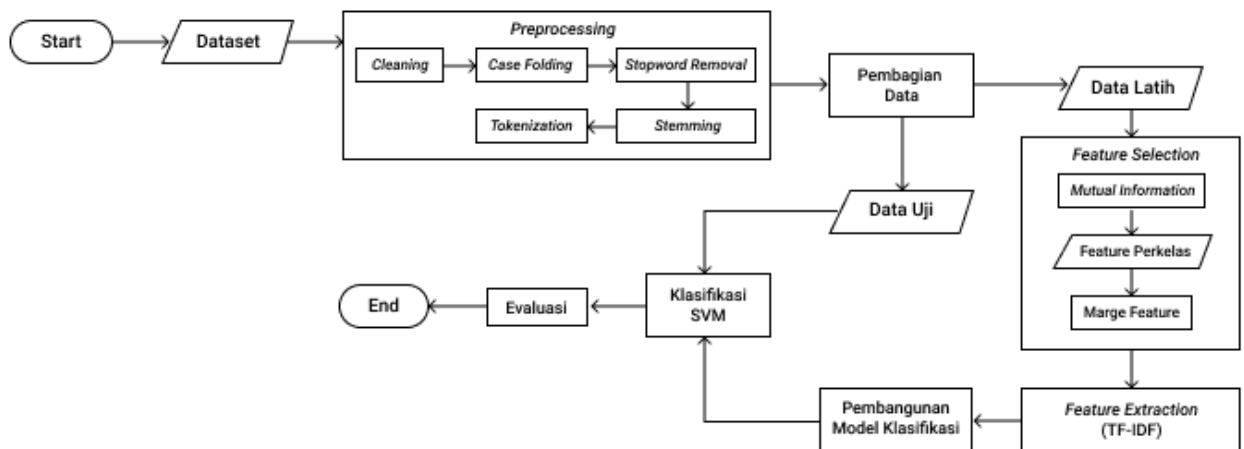 Start
Dataset
Preprocessing
Cleaning
Case Folding
Stopword Removal
Tokenization
Stemming
Pembagian
Data
Data Latih
Feature Selection
Mutual Information
Feature Perkelas
Marge Feature
Data Uji
End
Evaluasi
Klasifikasi
SVM
Pembangunan
Model Klasifikasi
Feature Extraction
(TF-IDF)